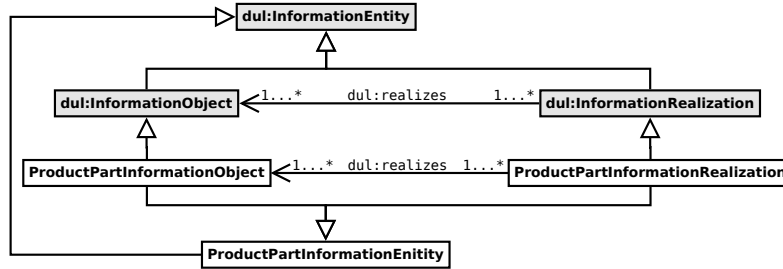 dul:InformationEntity
dul:InformationObject 1...* dul:realizes 1...* dul:InformationRealization
ProductPartInformationObject 1...* dul:realizes 1...* ProductPartInformationRealization
ProductPartInformationEnitity